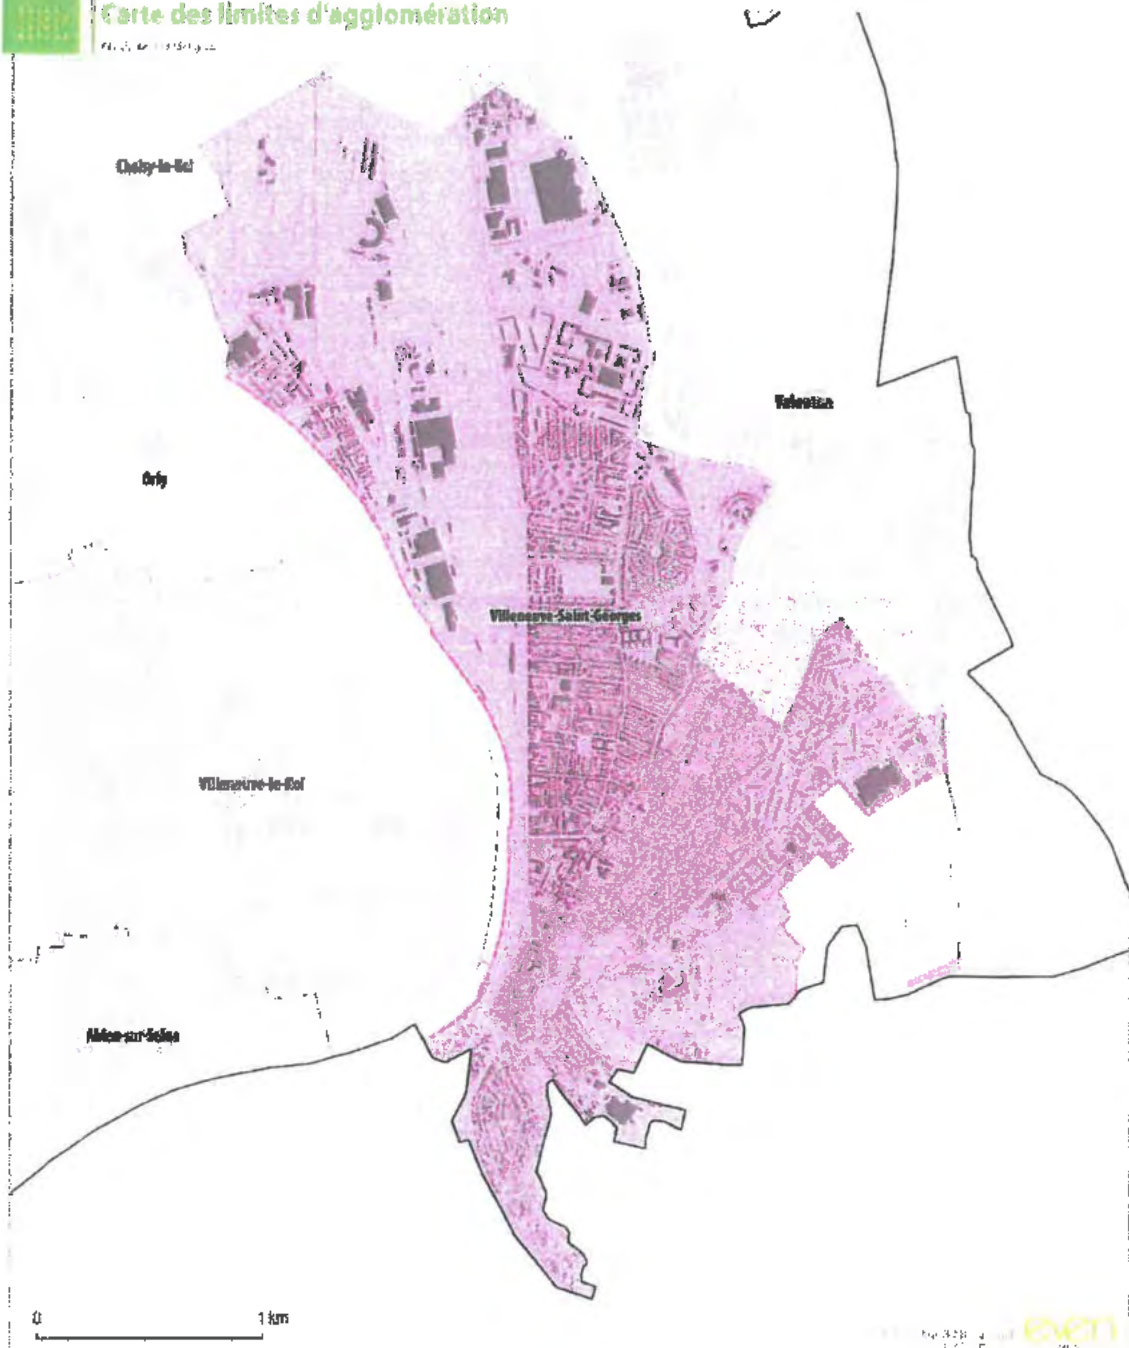 Carte des limites d'agglomération
Choisy-le-Roi
Valenton
Orly
Villeneuve-Saint-Georges
Villeneuve-le-Roi
Ablon-sur-Seine
0 1 km
even